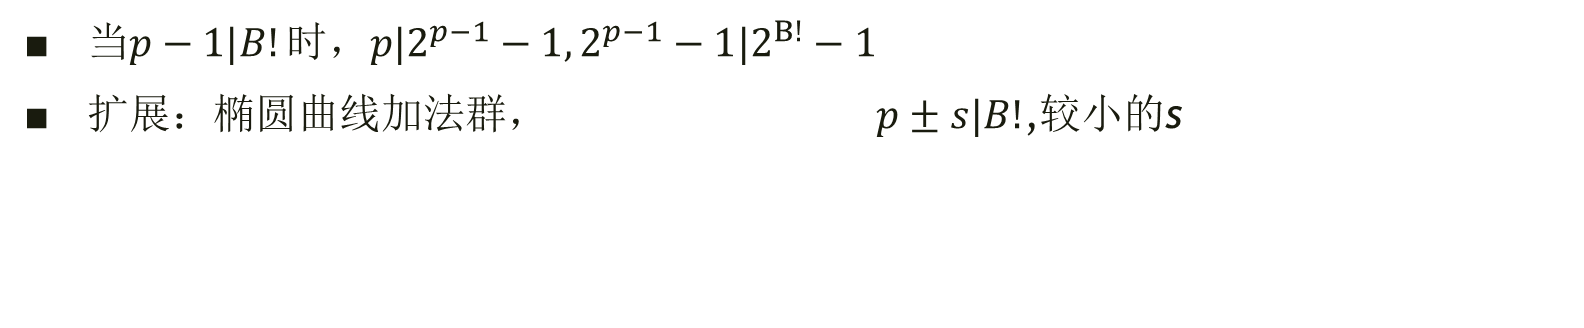 ■ 当p − 1|B! 时，p|2^{p−1} − 1, 2^{p−1} − 1|2^{B!} − 1
■ 扩展：椭圆曲线加法群， p ± s|B!,较小的s